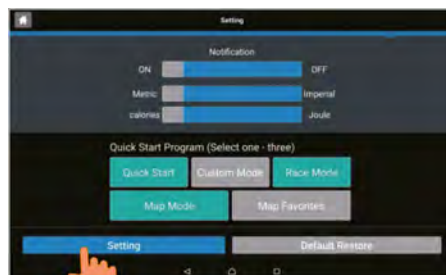 Setting
Notification
ON OFF
Metric Imperial
calories Joule
Quick Start Program (Select one - three)
Quick Start Custom Mode Race Mode
Map Mode Map Favorites
Setting Default Restore